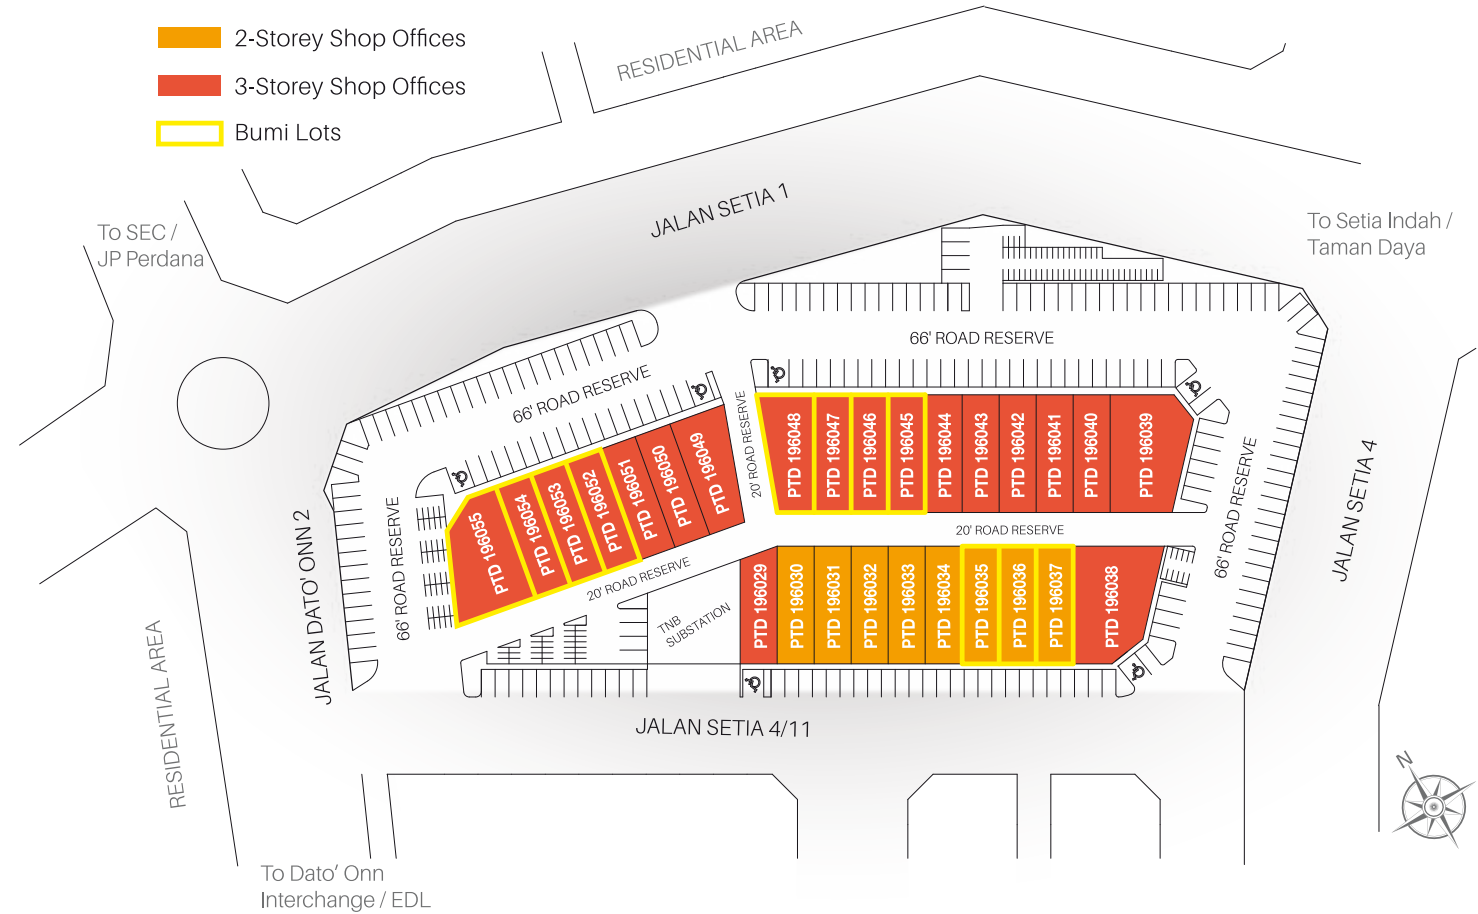 2-Storey Shop Offices
3-Storey Shop Offices
Bumi Lots
RESIDENTIAL AREA
JALAN SETIA 1
To SEC /
JP Perdana
To Setia Indah /
Taman Daya
66' ROAD RESERVE
66' ROAD RESERVE
20' ROAD RESERVE
PTD 196048
PTD 196047
PTD 196046
PTD 196045
PTD 196044
PTD 196043
PTD 196042
PTD 196041
PTD 196040
PTD 196039
66' ROAD RESERVE
JALAN SETIA 4
PTD 196055
PTD 196054
PTD 196053
PTD 196052
PTD 196051
PTD 196050
PTD 196049
66' ROAD RESERVE
JALAN DATO' ONN 2
20' ROAD RESERVE
20' ROAD RESERVE
TNB
SUBSTATION
PTD 196029
PTD 196030
PTD 196031
PTD 196032
PTD 196033
PTD 196034
PTD 196035
PTD 196036
PTD 196037
PTD 196038
RESIDENTIAL AREA
JALAN SETIA 4/11
N
To Dato' Onn
Interchange / EDL